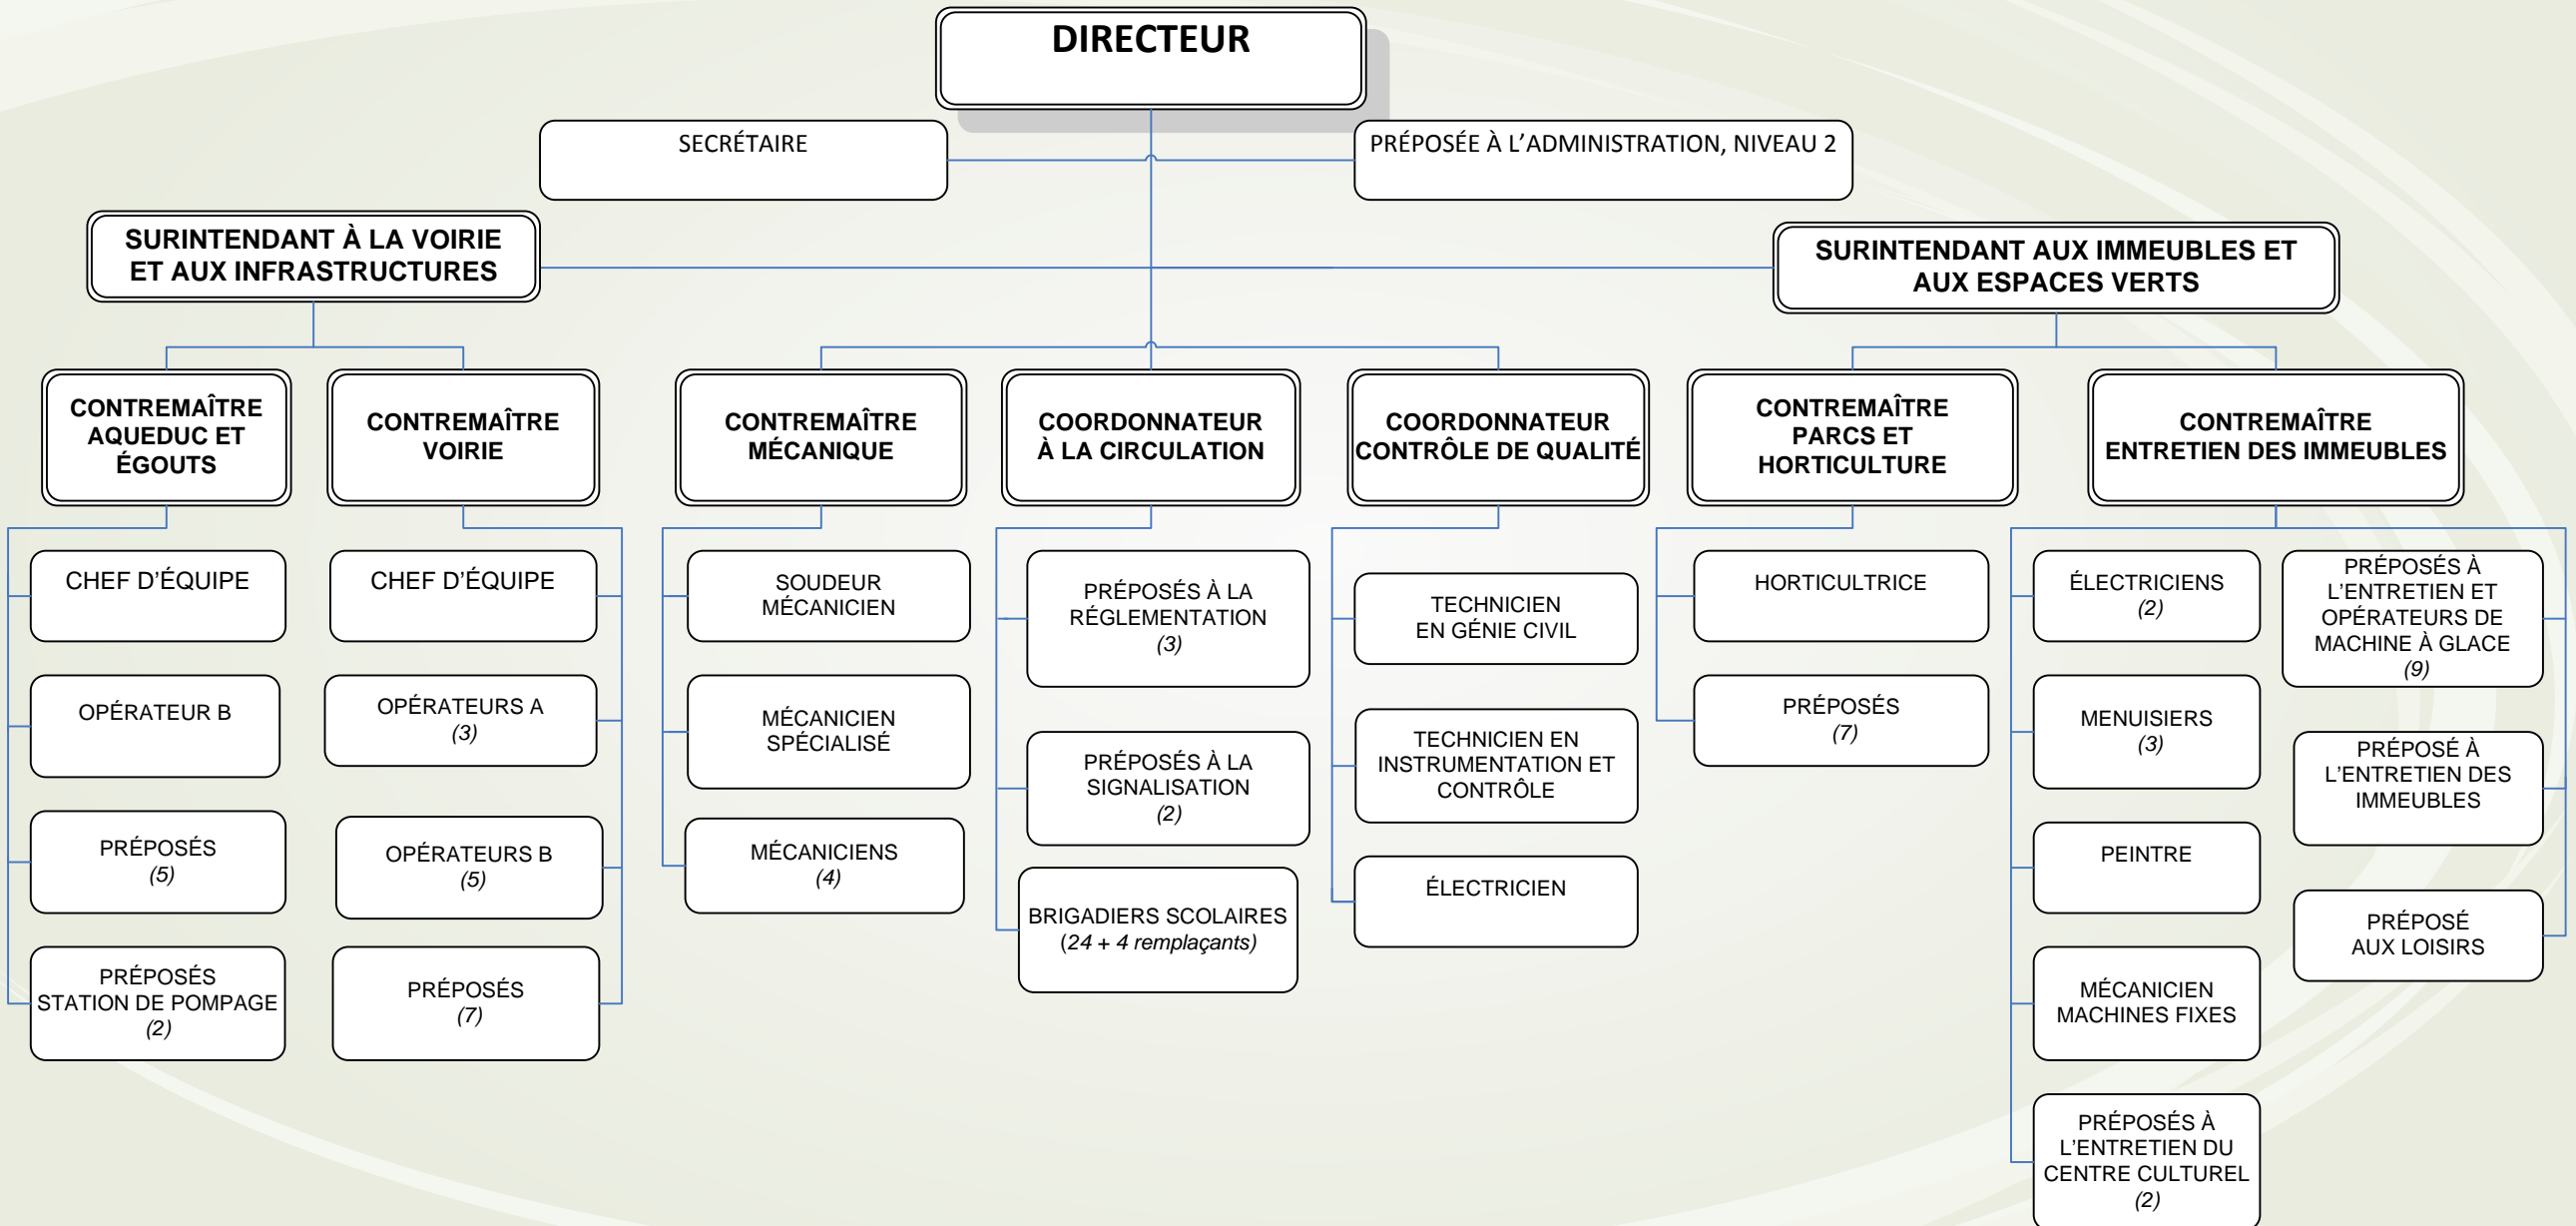 DIRECTEUR
SECRÉTAIRE
PRÉPOSÉE À L’ADMINISTRATION, NIVEAU 2
SURINTENDANT À LA VOIRIE
ET AUX INFRASTRUCTURES
SURINTENDANT AUX IMMEUBLES ET
AUX ESPACES VERTS
CONTREMAÎTRE
AQUEDUC ET
ÉGOUTS
CONTREMAÎTRE
VOIRIE
CONTREMAÎTRE
MÉCANIQUE
COORDONNATEUR
À LA CIRCULATION
COORDONNATEUR
CONTRÔLE DE QUALITÉ
CONTREMAÎTRE
PARCS ET
HORTICULTURE
CONTREMAÎTRE
ENTRETIEN DES IMMEUBLES
CHEF D’ÉQUIPE
OPÉRATEUR B
PRÉPOSÉS
(5)
PRÉPOSÉS
STATION DE POMPAGE
(2)
CHEF D’ÉQUIPE
OPÉRATEURS A
(3)
OPÉRATEURS B
(5)
PRÉPOSÉS
(7)
SOUDEUR
MÉCANICIEN
MÉCANICIEN
SPÉCIALISÉ
MÉCANICIENS
(4)
PRÉPOSÉS À LA
RÉGLEMENTATION
(3)
PRÉPOSÉS À LA
SIGNALISATION
(2)
BRIGADIERS SCOLAIRES
(24 + 4 remplaçants)
TECHNICIEN
EN GÉNIE CIVIL
TECHNICIEN EN
INSTRUMENTATION ET
CONTRÔLE
ÉLECTRICIEN
HORTICULTRICE
PRÉPOSÉS
(7)
ÉLECTRICIENS
(2)
MENUISIERS
(3)
PEINTRE
MÉCANICIEN
MACHINES FIXES
PRÉPOSÉS À
L’ENTRETIEN DU
CENTRE CULTUREL
(2)
PRÉPOSÉS À
L’ENTRETIEN ET
OPÉRATEURS DE
MACHINE À GLACE
(9)
PRÉPOSÉ À
L’ENTRETIEN DES
IMMEUBLES
PRÉPOSÉ
AUX LOISIRS